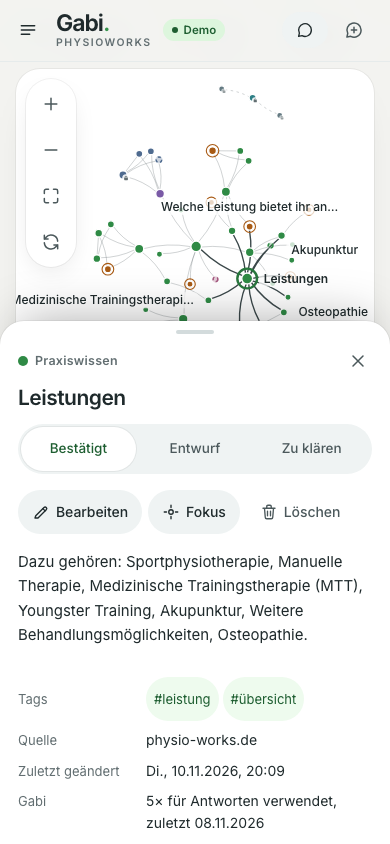 Gabi.
PHYSIOWORKS
Demo
Welche Leistung bietet ihr an...
Akupunktur
Leistungen
Medizinische Trainingstherapi...
Osteopathie
Praxiswissen
Leistungen
Bestätigt
Entwurf
Zu klären
Bearbeiten
Fokus
Löschen
Dazu gehören: Sportphysiotherapie, Manuelle
Therapie, Medizinische Trainingstherapie (MTT),
Youngster Training, Akupunktur, Weitere
Behandlungsmöglichkeiten, Osteopathie.
Tags
#leistung
#übersicht
Quelle
physio-works.de
Zuletzt geändert
Di., 10.11.2026, 20:09
Gabi
5× für Antworten verwendet,
zuletzt 08.11.2026